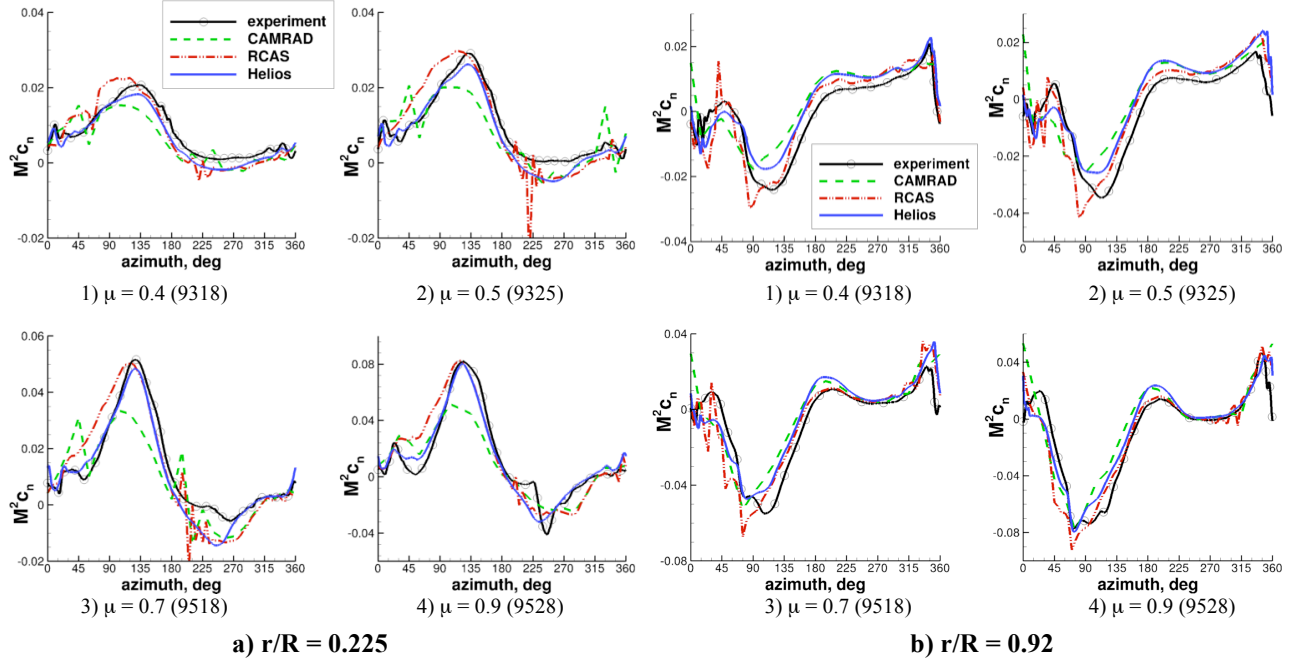 0.04
0.02
0
-0.02
M²cₙ
0 45 90 135 180 225 270 315 360
azimuth, deg
experiment
CAMRAD
RCAS
Helios
1) μ = 0.4 (9318)
0.04
0.02
0
-0.02
M²cₙ
0 45 90 135 180 225 270 315 360
azimuth, deg
2) μ = 0.5 (9325)
0.02
0
-0.02
-0.04
M²cₙ
0 45 90 135 180 225 270 315 360
azimuth, deg
experiment
CAMRAD
RCAS
Helios
1) μ = 0.4 (9318)
0.02
0
-0.02
-0.04
M²cₙ
0 45 90 135 180 225 270 315 360
azimuth, deg
2) μ = 0.5 (9325)
0.06
0.04
0.02
0
-0.02
M²cₙ
0 45 90 135 180 225 270 315 360
azimuth, deg
3) μ = 0.7 (9518)
0.08
0.04
0
-0.04
M²cₙ
0 45 90 135 180 225 270 315 360
azimuth, deg
4) μ = 0.9 (9528)
0.04
0
-0.04
-0.08
M²cₙ
0 45 90 135 180 225 270 315 360
azimuth, deg
3) μ = 0.7 (9518)
0.04
0
-0.04
-0.08
M²cₙ
0 45 90 135 180 225 270 315 360
azimuth, deg
4) μ = 0.9 (9528)
a) r/R = 0.225
b) r/R = 0.92